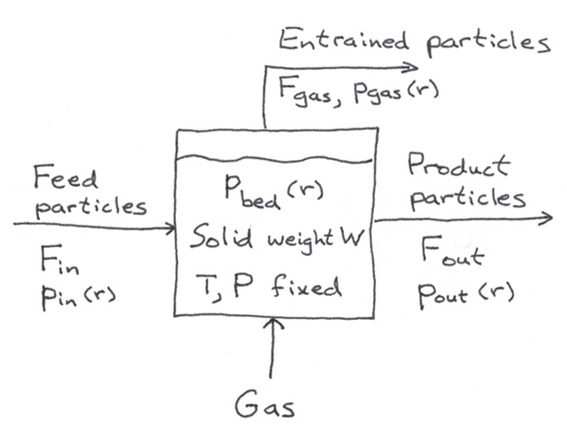 Entrained particles
Fgas, pgas(r)
Feed
particles
Fin
pin(r)
Pbed(r)
Solid weight W
T, P fixed
Product
particles
Fout
pout(r)
Gas